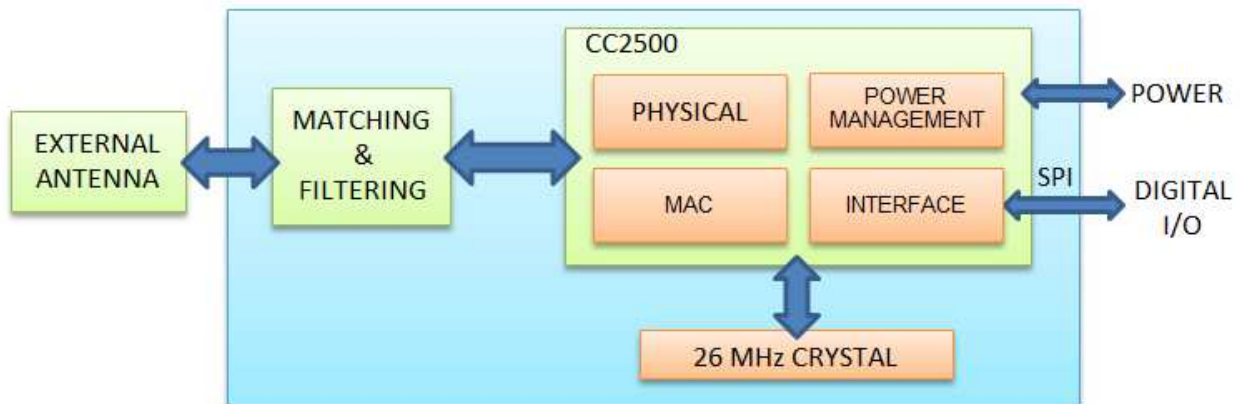 CC2500
PHYSICAL
POWER
MANAGEMENT
MAC
INTERFACE
EXTERNAL
ANTENNA
MATCHING
&
FILTERING
POWER
SPI
DIGITAL
I/O
26 MHz CRYSTAL